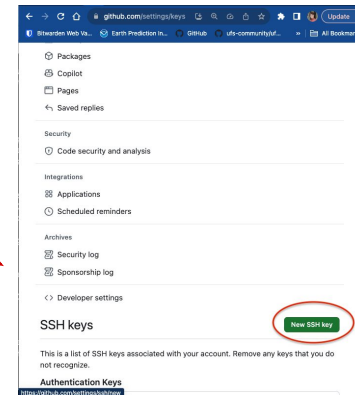 github.com/settings/keys
Update
Bitwarden Web Va...
Earth Prediction In...
GitHub
ufs-community/uf...
»
All Bookmar
Packages
Copilot
Pages
Saved replies
Security
Code security and analysis
Integrations
Applications
Scheduled reminders
Archives
Security log
Sponsorship log
<> Developer settings
SSH keys
New SSH key
This is a list of SSH keys associated with your account. Remove any keys that you do
not recognize.
Authentication Keys
https://github.com/settings/ssh/new